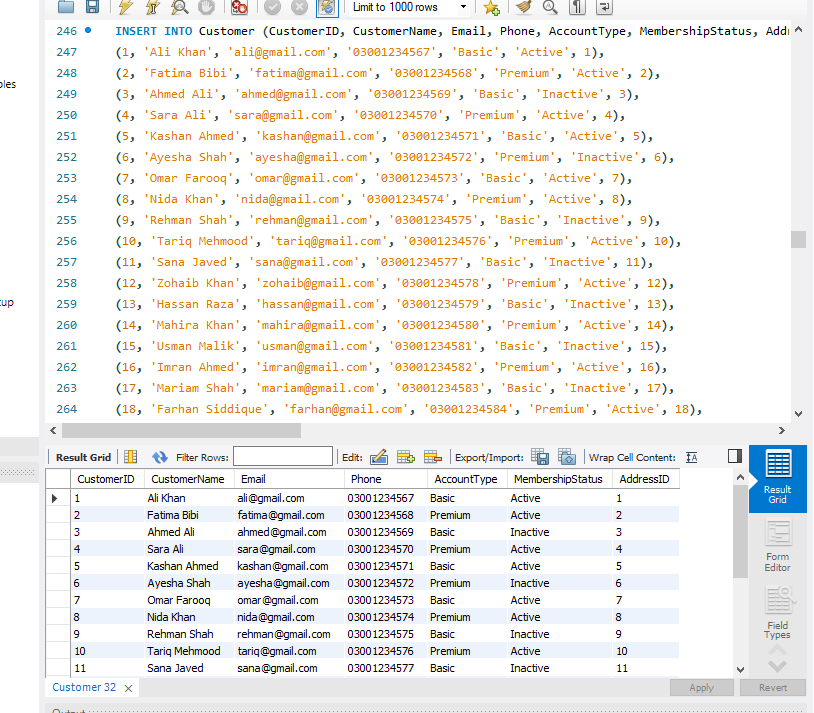 Limit to 1000 rows
246 INSERT INTO Customer (CustomerID, CustomerName, Email, Phone, AccountType, MembershipStatus, Addr
247 (1, 'Ali Khan', 'ali@gmail.com', '03001234567', 'Basic', 'Active', 1),
248 (2, 'Fatima Bibi', 'fatima@gmail.com', '03001234568', 'Premium', 'Active', 2),
249 (3, 'Ahmed Ali', 'ahmed@gmail.com', '03001234569', 'Basic', 'Inactive', 3),
250 (4, 'Sara Ali', 'sara@gmail.com', '03001234570', 'Premium', 'Active', 4),
251 (5, 'Kashan Ahmed', 'kashan@gmail.com', '03001234571', 'Basic', 'Active', 5),
252 (6, 'Ayesha Shah', 'ayesha@gmail.com', '03001234572', 'Premium', 'Inactive', 6),
253 (7, 'Omar Farooq', 'omar@gmail.com', '03001234573', 'Basic', 'Active', 7),
254 (8, 'Nida Khan', 'nida@gmail.com', '03001234574', 'Premium', 'Active', 8),
255 (9, 'Rehman Shah', 'rehman@gmail.com', '03001234575', 'Basic', 'Inactive', 9),
256 (10, 'Tariq Mehmood', 'tariq@gmail.com', '03001234576', 'Premium', 'Active', 10),
257 (11, 'Sana Javed', 'sana@gmail.com', '03001234577', 'Basic', 'Inactive', 11),
258 (12, 'Zohaib Khan', 'zohaib@gmail.com', '03001234578', 'Premium', 'Active', 12),
259 (13, 'Hassan Raza', 'hassan@gmail.com', '03001234579', 'Basic', 'Inactive', 13),
260 (14, 'Mahira Khan', 'mahira@gmail.com', '03001234580', 'Premium', 'Active', 14),
261 (15, 'Usman Malik', 'usman@gmail.com', '03001234581', 'Basic', 'Inactive', 15),
262 (16, 'Imran Ahmed', 'imran@gmail.com', '03001234582', 'Premium', 'Active', 16),
263 (17, 'Mariam Shah', 'mariam@gmail.com', '03001234583', 'Basic', 'Inactive', 17),
264 (18, 'Farhan Siddique', 'farhan@gmail.com', '03001234584', 'Premium', 'Active', 18),
Result Grid Filter Rows: Edit: Export/Import: Wrap Cell Content:
CustomerID CustomerName Email Phone AccountType MembershipStatus AddressID
1 Ali Khan ali@gmail.com 03001234567 Basic Active 1
2 Fatima Bibi fatima@gmail.com 03001234568 Premium Active 2
3 Ahmed Ali ahmed@gmail.com 03001234569 Basic Inactive 3
4 Sara Ali sara@gmail.com 03001234570 Premium Active 4
5 Kashan Ahmed kashan@gmail.com 03001234571 Basic Active 5
6 Ayesha Shah ayesha@gmail.com 03001234572 Premium Inactive 6
7 Omar Farooq omar@gmail.com 03001234573 Basic Active 7
8 Nida Khan nida@gmail.com 03001234574 Premium Active 8
9 Rehman Shah rehman@gmail.com 03001234575 Basic Inactive 9
10 Tariq Mehmood tariq@gmail.com 03001234576 Premium Active 10
11 Sana Javed sana@gmail.com 03001234577 Basic Inactive 11
Result
Grid
Form
Editor
Field
Types
Customer 32
Apply Revert